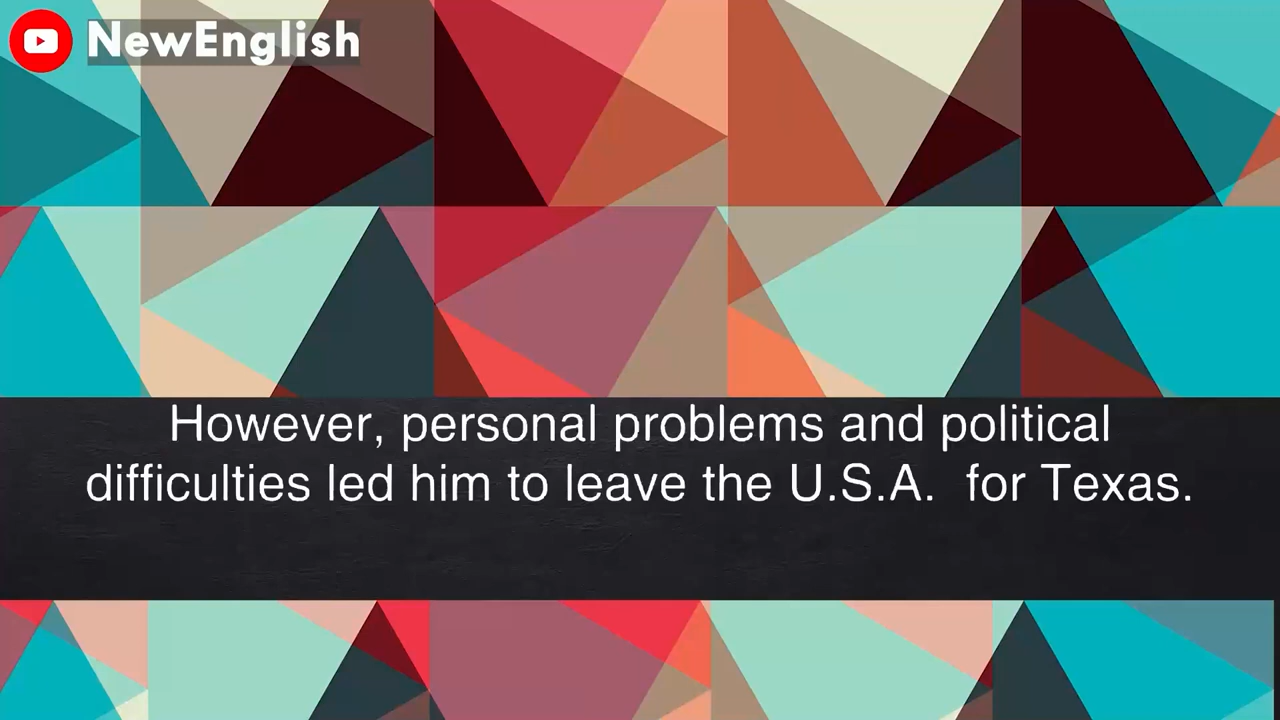 NewEnglish
However, personal problems and political
difficulties led him to leave the U.S.A.  for Texas.